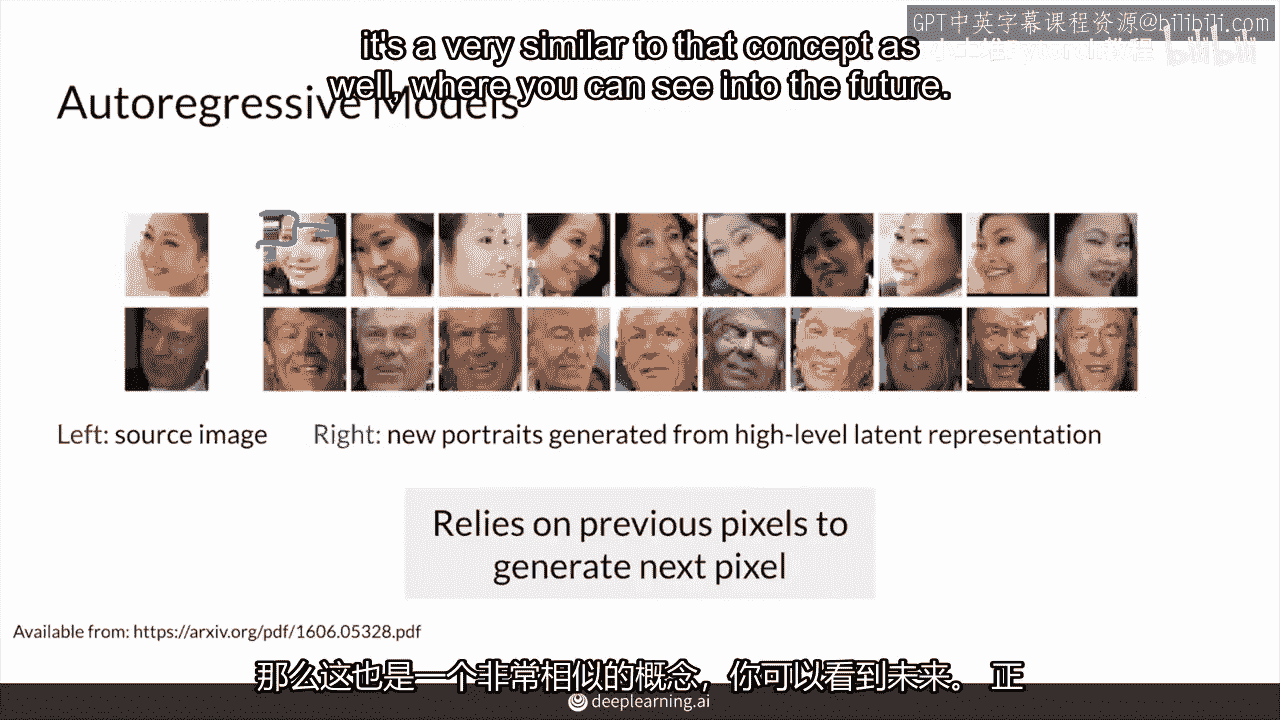 GPT中英字幕课程资源@bilibili.com
it's a very similar to that concept as
well, where you can see into the future.
Autoregressive Models
Left: source image
Right: new portraits generated from high-level latent representation
Relies on previous pixels to
generate next pixel
Available from: https://arxiv.org/pdf/1606.05328.pdf
那么这也是一个非常相似的概念，你可以看到未来。 正
deeplearning.ai